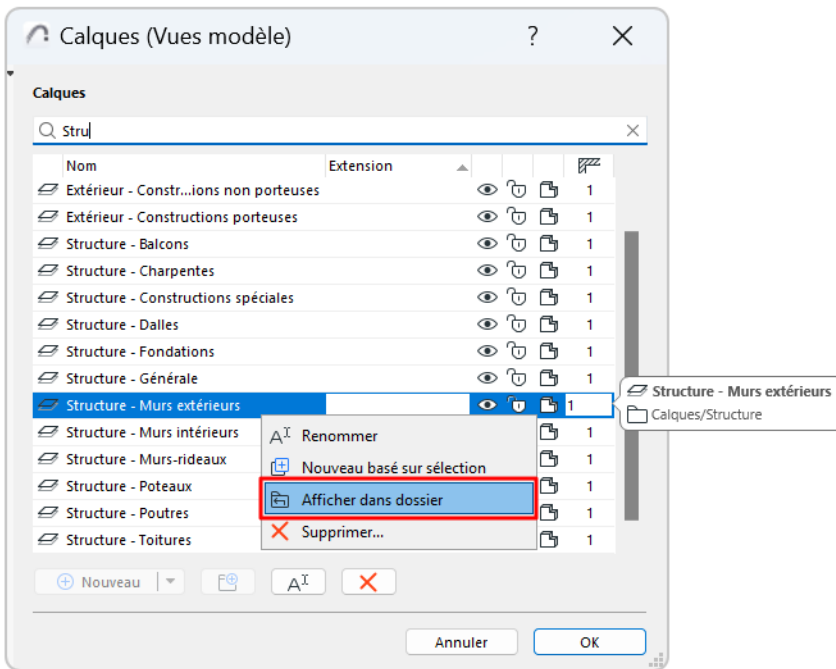 Calques (Vues modèle) ?
Calques
Stru
Nom Extension
Extérieur - Constr...ions non porteuses 1
Extérieur - Constructions porteuses 1
Structure - Balcons 1
Structure - Charpentes 1
Structure - Constructions spéciales 1
Structure - Dalles 1
Structure - Fondations 1
Structure - Générale 1
Structure - Murs extérieurs 1
Structure - Murs extérieurs
Calques/Structure
Structure - Murs intérieurs 1
Structure - Murs-rideaux 1
Structure - Poteaux 1
Structure - Poutres 1
Structure - Toitures 1
Renommer
Nouveau basé sur sélection
Afficher dans dossier
Supprimer...
Nouveau
Annuler OK